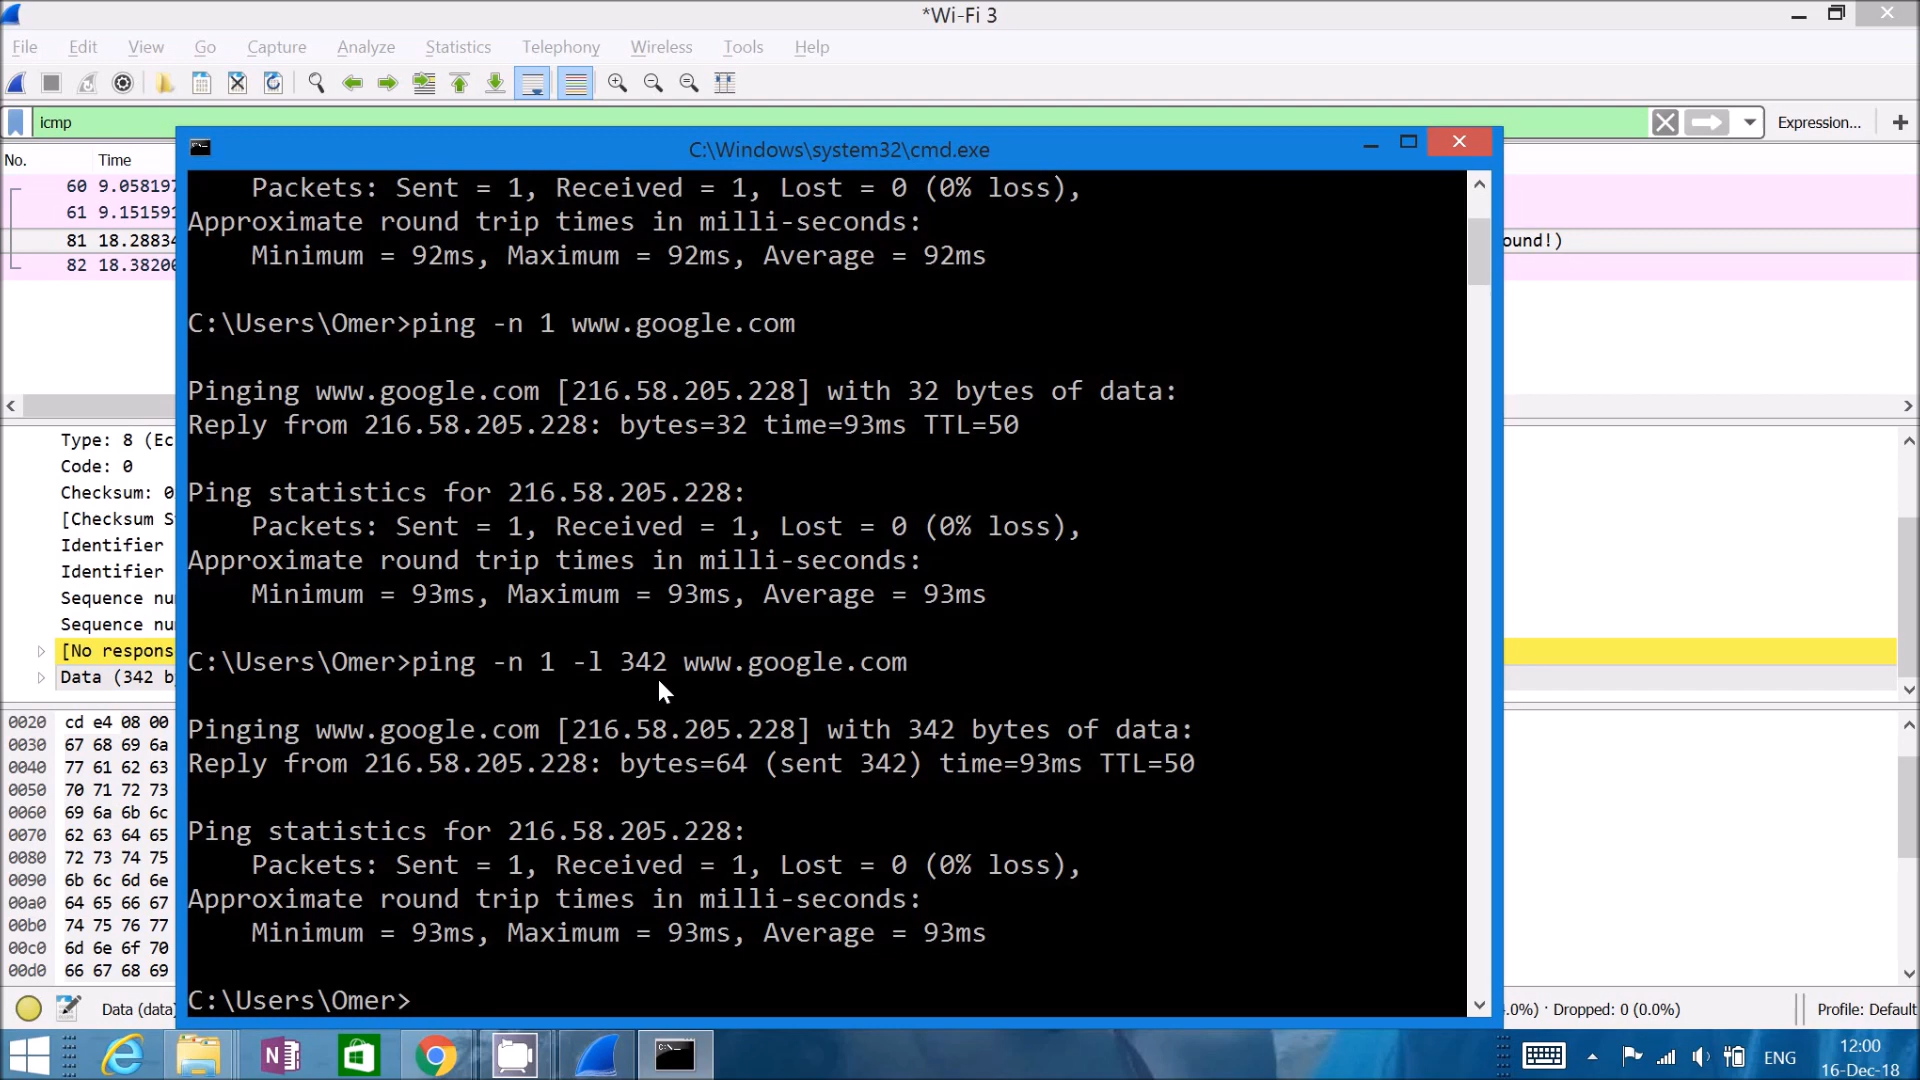 *Wi-Fi 3
File Edit View Go Capture Analyze Statistics Telephony Wireless Tools Help
icmp
Expression...
No. Time
60 9.058197
61 9.151591
81 18.28834
82 18.38200
ound!)
C:\Windows\system32\cmd.exe
Packets: Sent = 1, Received = 1, Lost = 0 (0% loss),
Approximate round trip times in milli-seconds:
Minimum = 92ms, Maximum = 92ms, Average = 92ms
C:\Users\Omer>ping -n 1 www.google.com
Pinging www.google.com [216.58.205.228] with 32 bytes of data:
Reply from 216.58.205.228: bytes=32 time=93ms TTL=50
Ping statistics for 216.58.205.228:
Packets: Sent = 1, Received = 1, Lost = 0 (0% loss),
Approximate round trip times in milli-seconds:
Minimum = 93ms, Maximum = 93ms, Average = 93ms
C:\Users\Omer>ping -n 1 -l 342 www.google.com
Pinging www.google.com [216.58.205.228] with 342 bytes of data:
Reply from 216.58.205.228: bytes=64 (sent 342) time=93ms TTL=50
Ping statistics for 216.58.205.228:
Packets: Sent = 1, Received = 1, Lost = 0 (0% loss),
Approximate round trip times in milli-seconds:
Minimum = 93ms, Maximum = 93ms, Average = 93ms
C:\Users\Omer>
Type: 8 (Ec
Code: 0
Checksum: 0
[Checksum S
Identifier
Identifier
Sequence nu
Sequence nu
[No respons
Data (342 b
0020 cd e4 08 00
0030 67 68 69 6a
0040 77 61 62 63
0050 70 71 72 73
0060 69 6a 6b 6c
0070 62 63 64 65
0080 72 73 74 75
0090 6b 6c 6d 6e
00a0 64 65 66 67
00b0 74 75 76 77
00c0 6d 6e 6f 70
00d0 66 67 68 69
Data (data)
.0%) · Dropped: 0 (0.0%)
Profile: Default
ENG
12:00
16-Dec-18